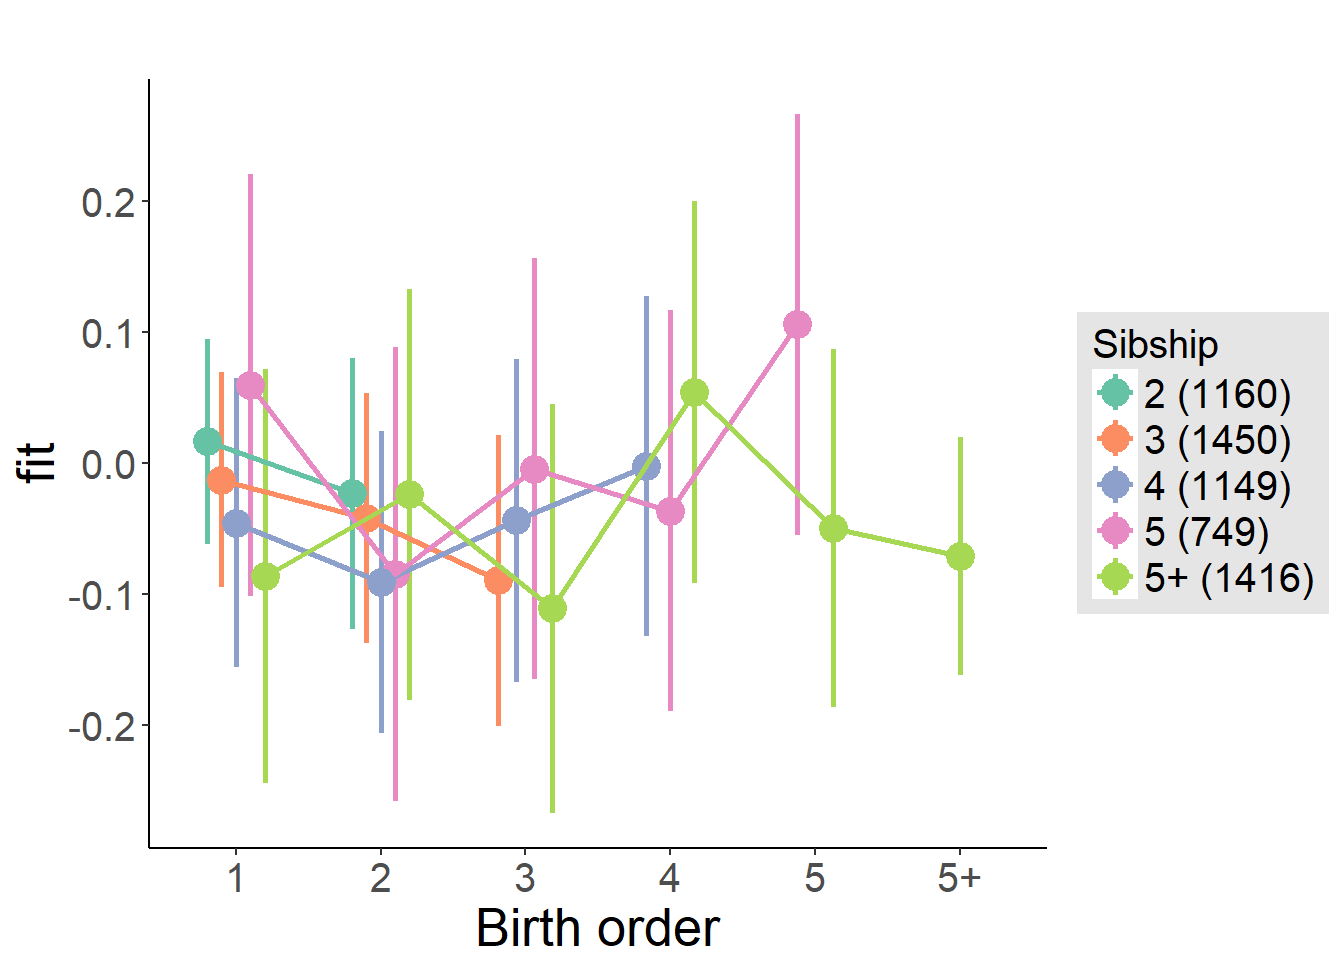 0.2
0.1
0.0
-0.1
-0.2
fit
1 2 3 4 5 5+
Birth order
Sibship
2 (1160)
3 (1450)
4 (1149)
5 (749)
5+ (1416)